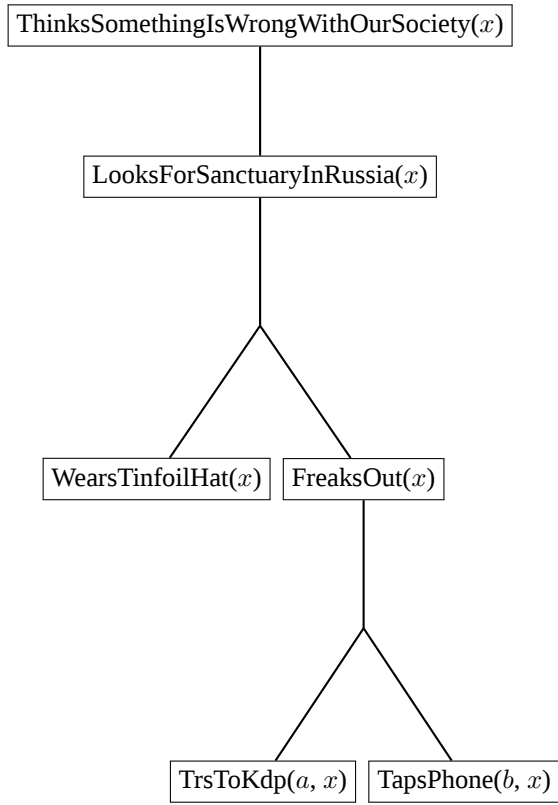 ThinksSomethingIsWrongWithOurSociety(x)
LooksForSanctuaryInRussia(x)
WearsTinfoilHat(x)
FreaksOut(x)
TrsToKdp(a, x)
TapsPhone(b, x)